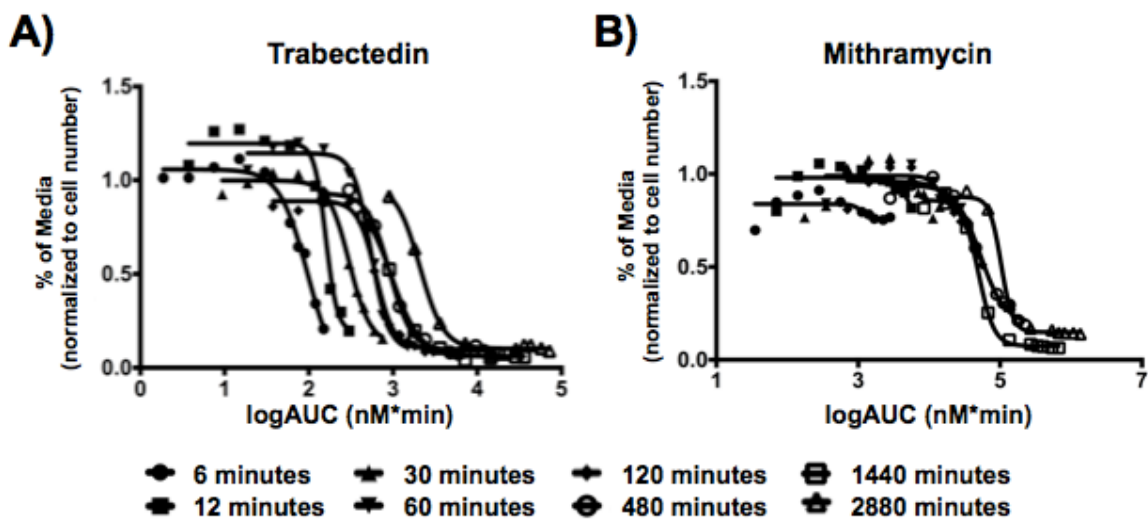 A)
Trabectedin
% of Media
(normalized to cell number)
1.5
1.0
0.5
0.0
0 1 2 3 4 5
logAUC (nM*min)
B)
Mithramycin
% of Media
(normalized to cell number)
1.5
1.0
0.5
0.0
1 3 5 7
logAUC (nM*min)
6 minutes 30 minutes 120 minutes 1440 minutes
12 minutes 60 minutes 480 minutes 2880 minutes